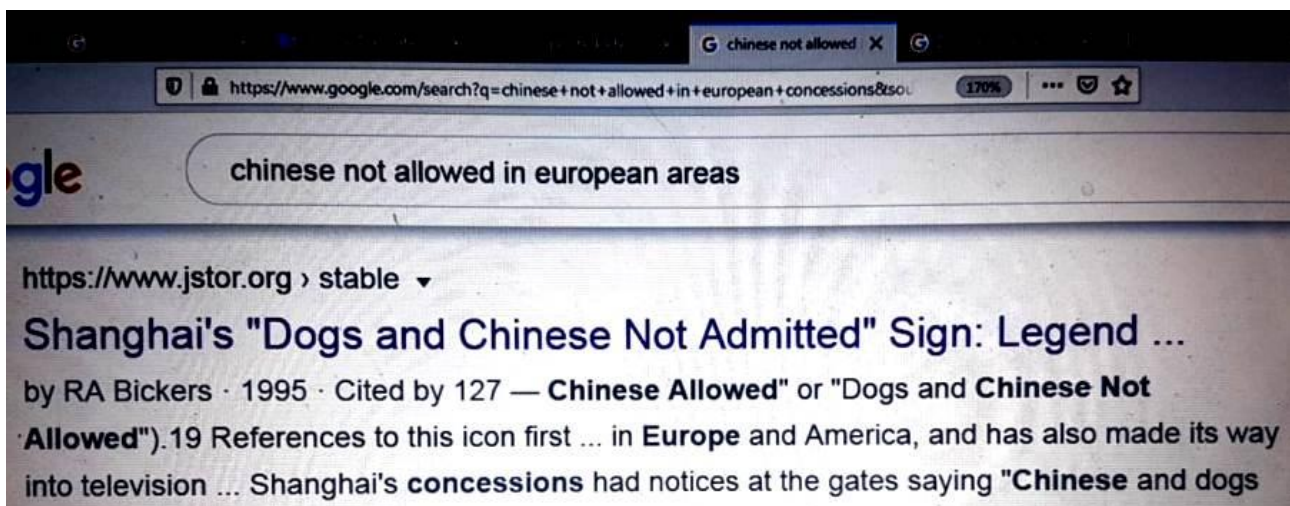 chinese not allowed
https://www.google.com/search?q=chinese+not+allowed+in+european+concessions&sou
170%
gle
chinese not allowed in european areas
https://www.jstor.org › stable
Shanghai's "Dogs and Chinese Not Admitted" Sign: Legend ...
by RA Bickers · 1995 · Cited by 127 — Chinese Allowed" or "Dogs and Chinese Not
Allowed").19 References to this icon first ... in Europe and America, and has also made its way
into television ... Shanghai's concessions had notices at the gates saying "Chinese and dogs